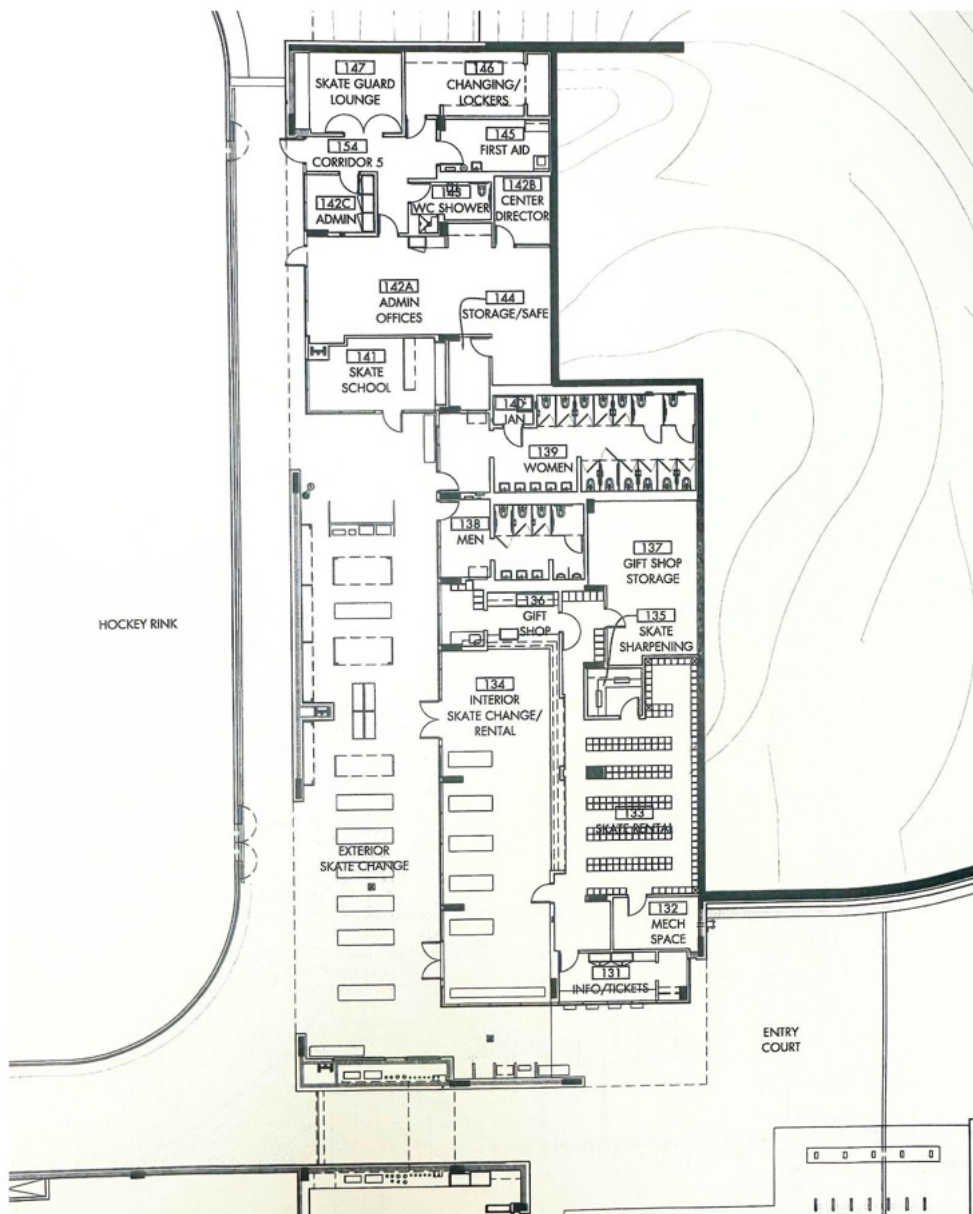 147
SKATE GUARD
LOUNGE
146
CHANGING/
LOCKERS
154
CORRIDOR 5
145
FIRST AID
142C
ADMIN
143
WC SHOWER
142B
CENTER
DIRECTOR
142A
ADMIN
OFFICES
144
STORAGE/SAFE
141
SKATE
SCHOOL
140
JAN
139
WOMEN
138
MEN
137
GIFT SHOP
STORAGE
136
GIFT
SHOP
135
SKATE
SHARPENING
HOCKEY RINK
134
INTERIOR
SKATE CHANGE/
RENTAL
133
SKATE RENTAL
EXTERIOR
SKATE CHANGE
132
MECH
SPACE
131
INFO/TICKETS
ENTRY
COURT